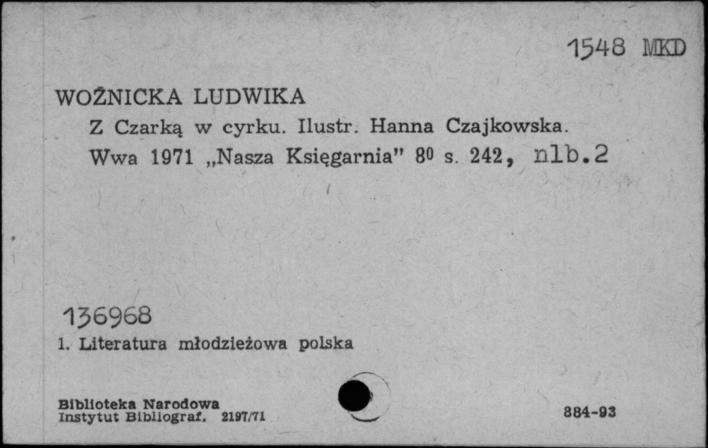 1548 MKD
WOŹNICKA LUDWIKA
Z Czarką w cyrku. Ilustr. Hanna Czajkowska.
Wwa 1971 „Nasza Księgarnia” 8⁰ s. 242, nlb.2
136968
1. Literatura młodzieżowa polska
Biblioteka Narodowa
Instytut Bibliograf. 2197/71
884-93